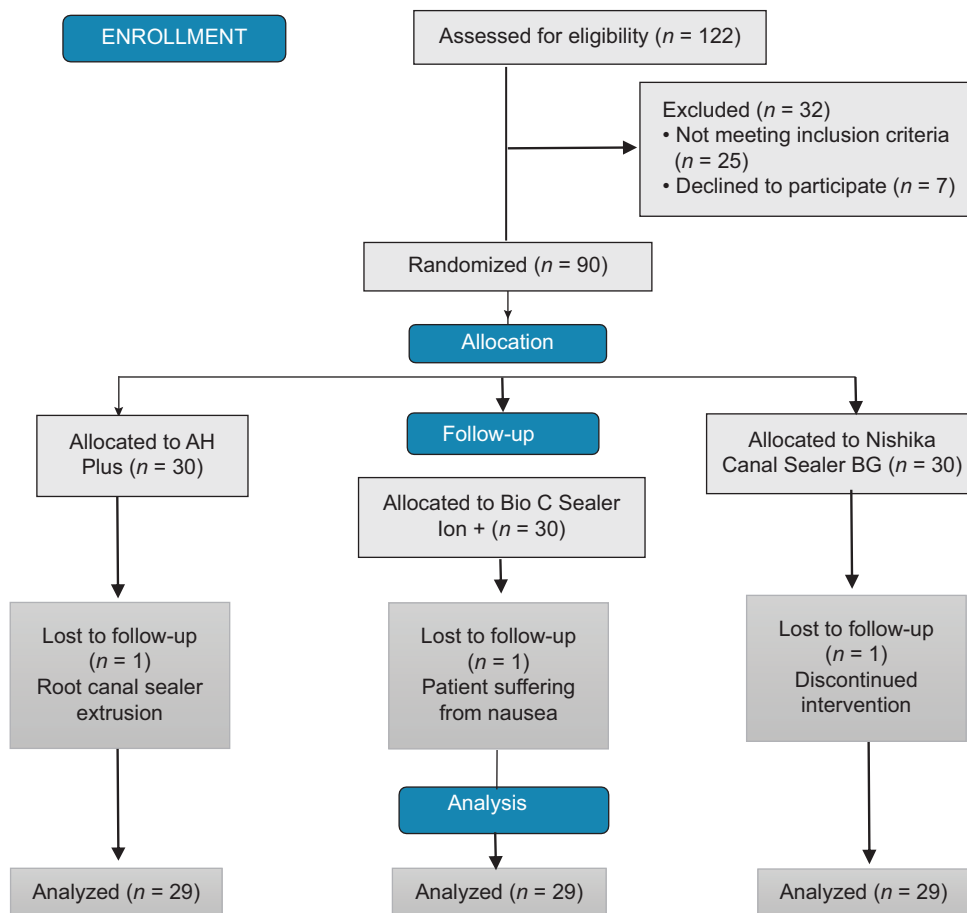 ENROLLMENT
Assessed for eligibility (n = 122)
Excluded (n = 32)
• Not meeting inclusion criteria
(n = 25)
• Declined to participate (n = 7)
Randomized (n = 90)
Allocation
Allocated to AH
Plus (n = 30)
Follow-up
Allocated to Bio C Sealer
Ion + (n = 30)
Allocated to Nishika
Canal Sealer BG (n = 30)
Lost to follow-up
(n = 1)
Root canal sealer
extrusion
Lost to follow-up
(n = 1)
Patient suffering
from nausea
Lost to follow-up
(n = 1)
Discontinued
intervention
Analysis
Analyzed (n = 29)
Analyzed (n = 29)
Analyzed (n = 29)